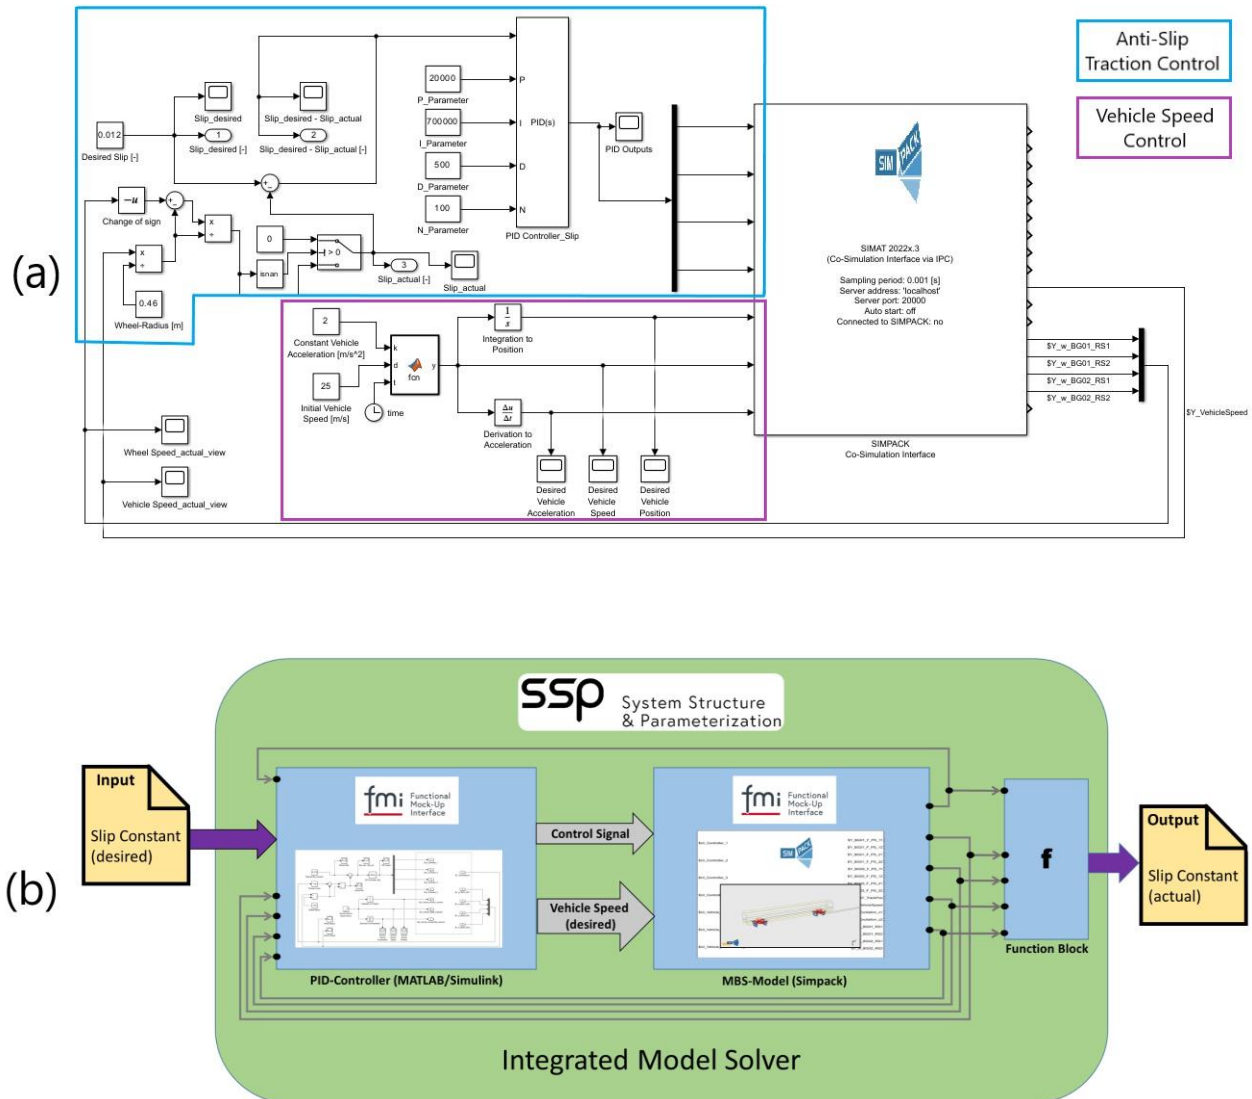 Anti-Slip
Traction Control
Vehicle Speed
Control
(a)
0.012
Desired Slip [-]
Slip_desired
1
Slip_desired [-]
Slip_desired - Slip_actual
2
Slip_desired - Slip_actual [-]
20000
P_Parameter
700000
I_Parameter
500
D_Parameter
100
N_Parameter
P
I
D
N
PID(s)
PID Controller_Slip
PID Outputs
-u
Change of sign
0.46
Wheel-Radius [m]
isnan
0
> 0
3
Slip_actual [-]
Slip_actual
SIMPACK
SIMAT 2022x.3
(Co-Simulation Interface via IPC)
Sampling period: 0.001 [s]
Server address: 'localhost'
Server port: 20000
Auto start: off
Connected to SIMPACK: no
SIMPACK
Co-Simulation Interface
$Y_w_BG01_RS1
$Y_w_BG01_RS2
$Y_w_BG02_RS1
$Y_w_BG02_RS2
$Y_VehicleSpeed
2
Constant Vehicle
Acceleration [m/s^2]
25
Initial Vehicle
Speed [m/s]
time
k
d
t
fcn
y
1
s
Integration to
Position
Δu
Δt
Derivation to
Acceleration
Desired
Vehicle
Acceleration
Desired
Vehicle
Speed
Desired
Vehicle
Position
Wheel Speed_actual_view
Vehicle Speed_actual_view
(b)
ssp System Structure
& Parameterization
Input
Slip Constant
(desired)
fmi Functional
Mock-Up
Interface
PID-Controller (MATLAB/Simulink)
Control Signal
Vehicle Speed
(desired)
fmi Functional
Mock-Up
Interface
SIMPACK
MBS-Model (Simpack)
f
Function Block
Output
Slip Constant
(actual)
Integrated Model Solver